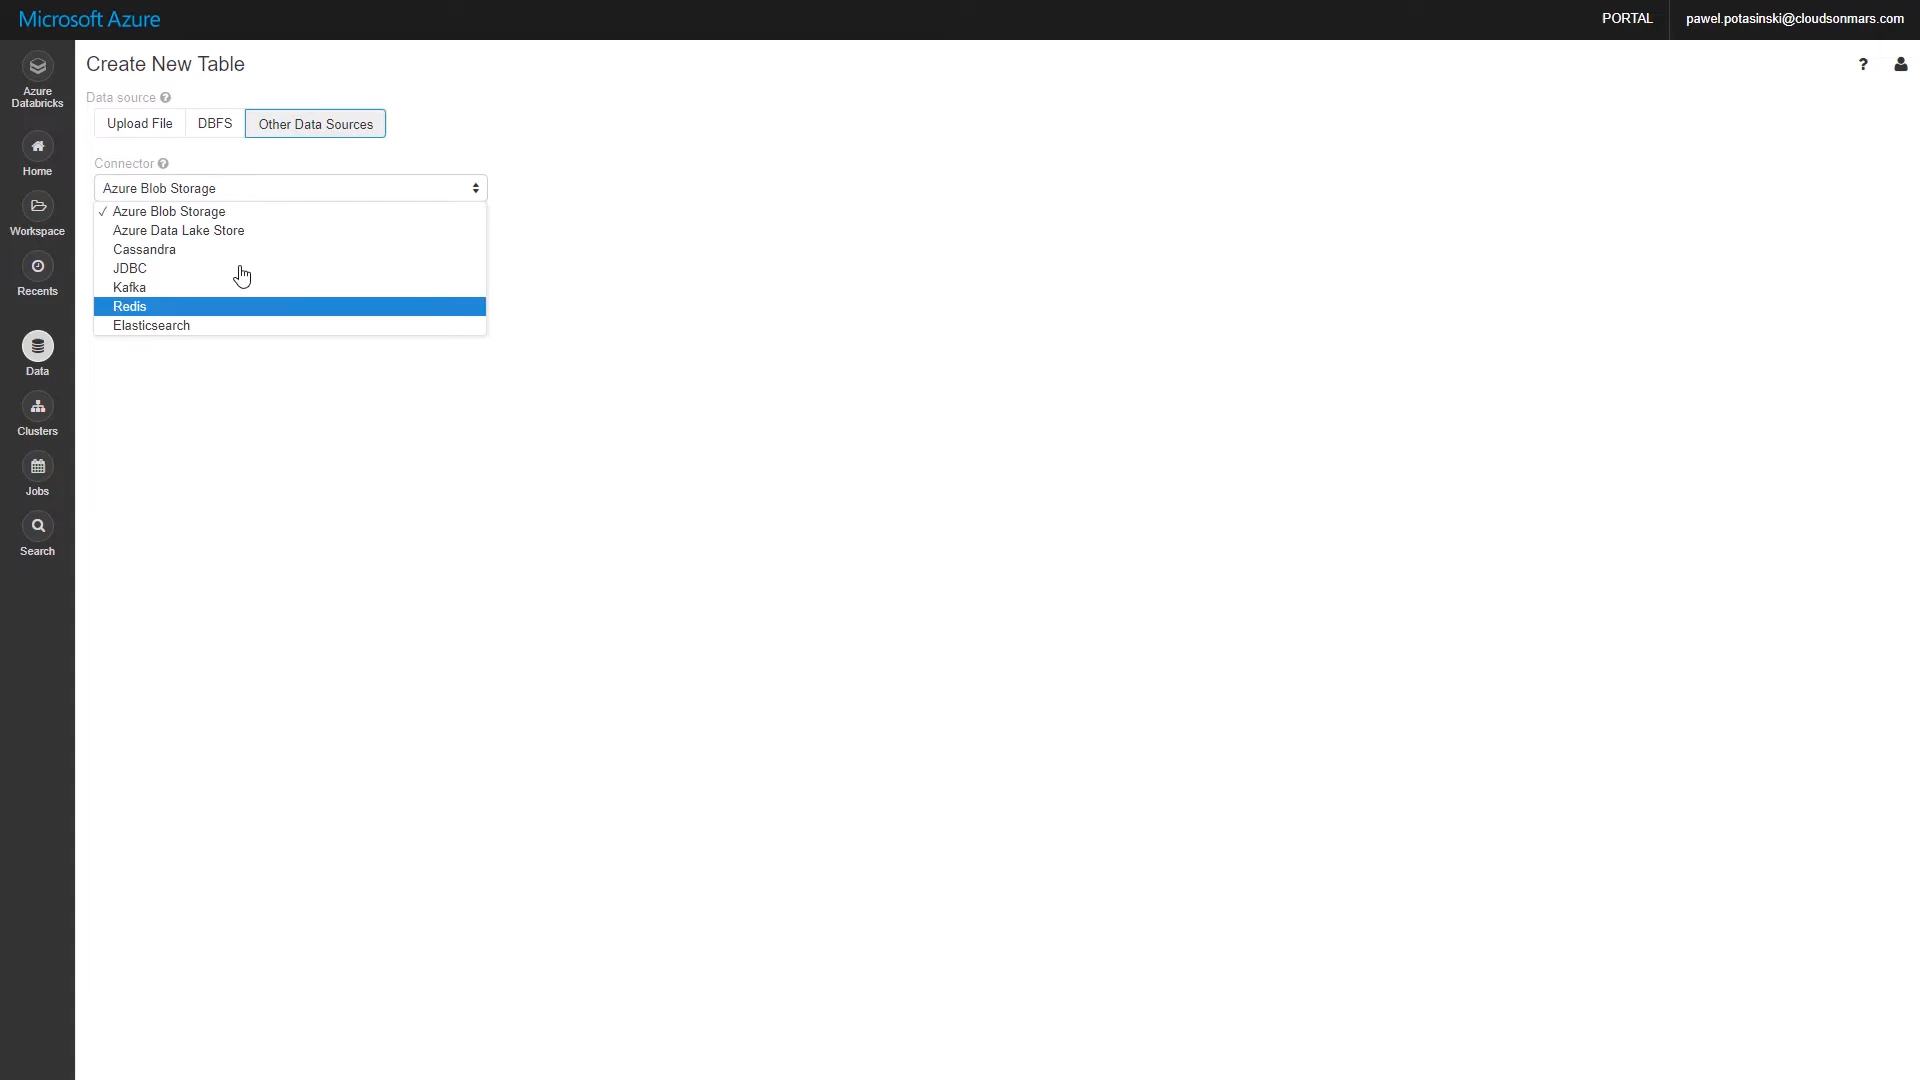 Microsoft Azure
PORTAL
pawel.potasinski@cloudsonmars.com
Azure
Databricks
Home
Workspace
Recents
Data
Clusters
Jobs
Search
Create New Table
?
Data source ?
Upload File
DBFS
Other Data Sources
Connector ?
Azure Blob Storage
✓ Azure Blob Storage
Azure Data Lake Store
Cassandra
JDBC
Kafka
Redis
Elasticsearch